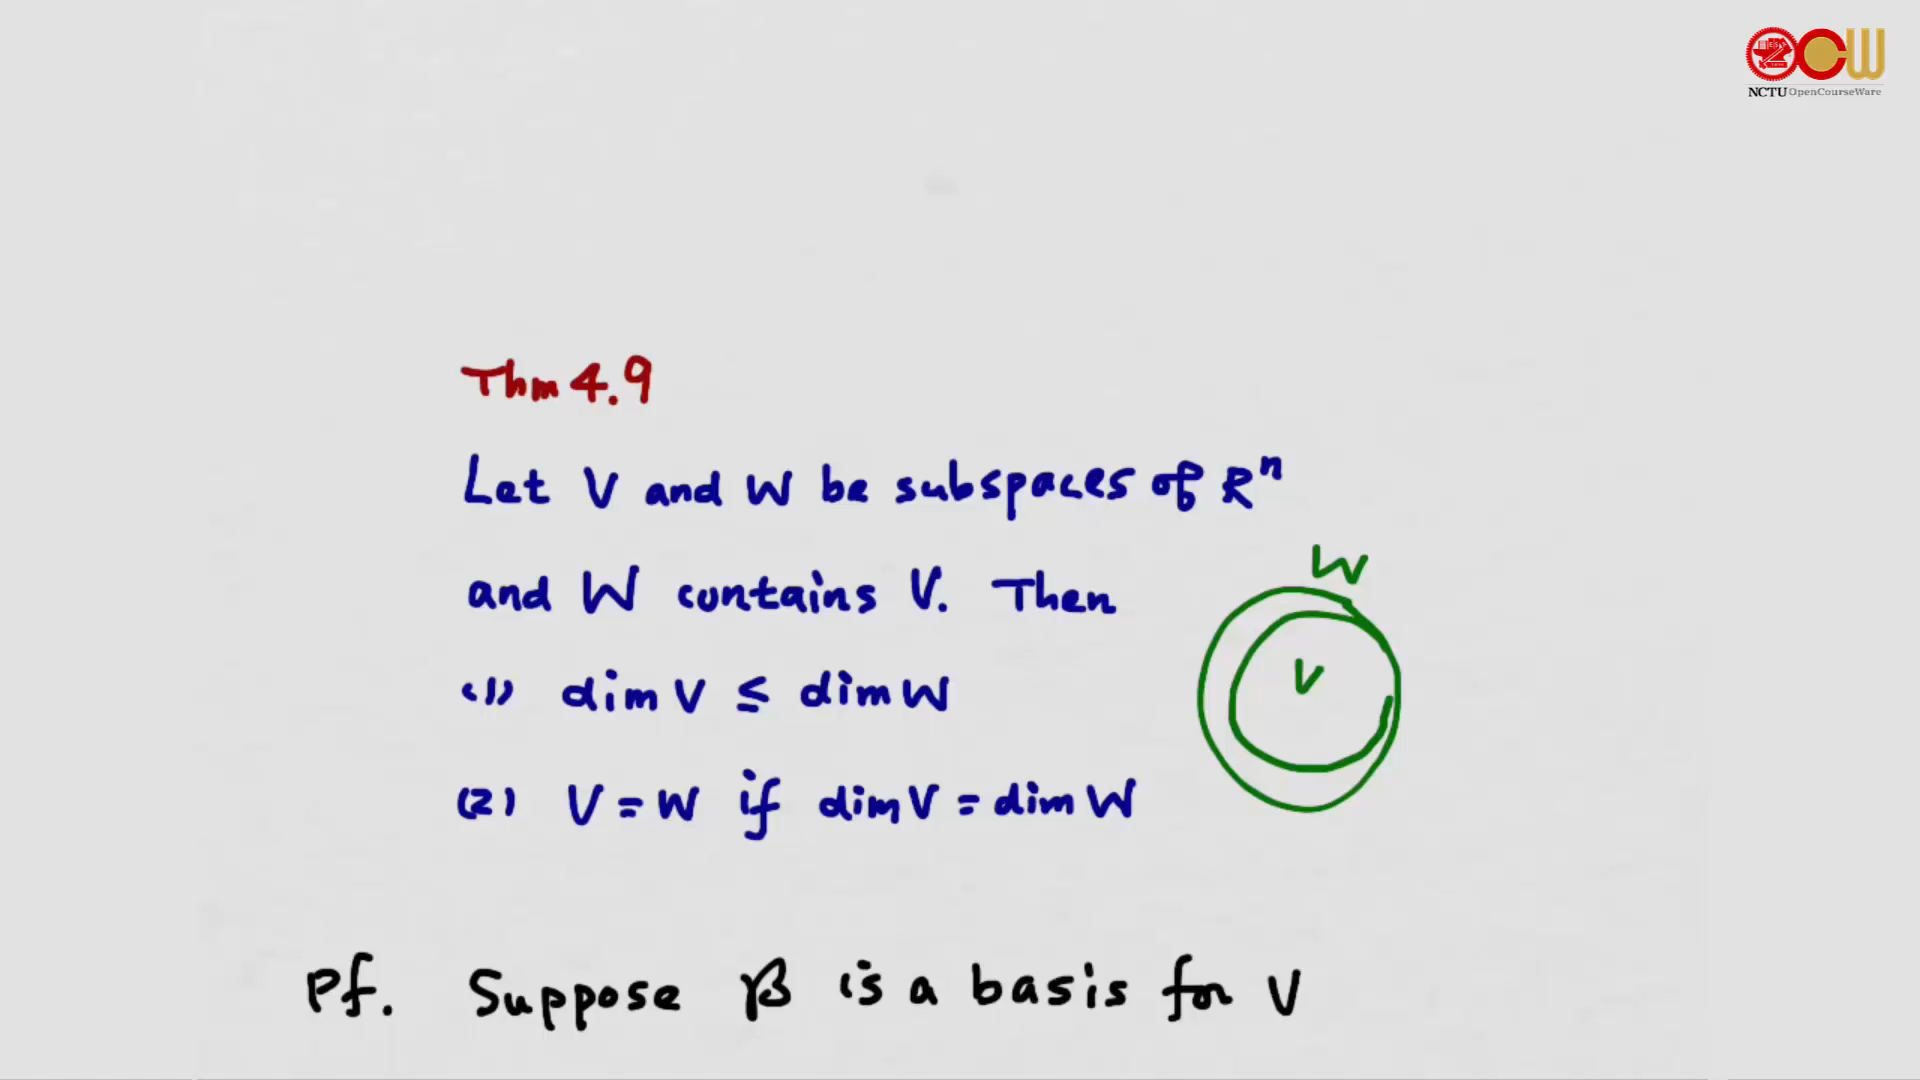 NCTU OpenCourseWare
Thm 4.9
Let V and W be subspaces of Rⁿ
and W contains V. Then
W
V
(1) dim V ≤ dim W
(2) V = W if dim V = dim W
Pf. Suppose β is a basis for V